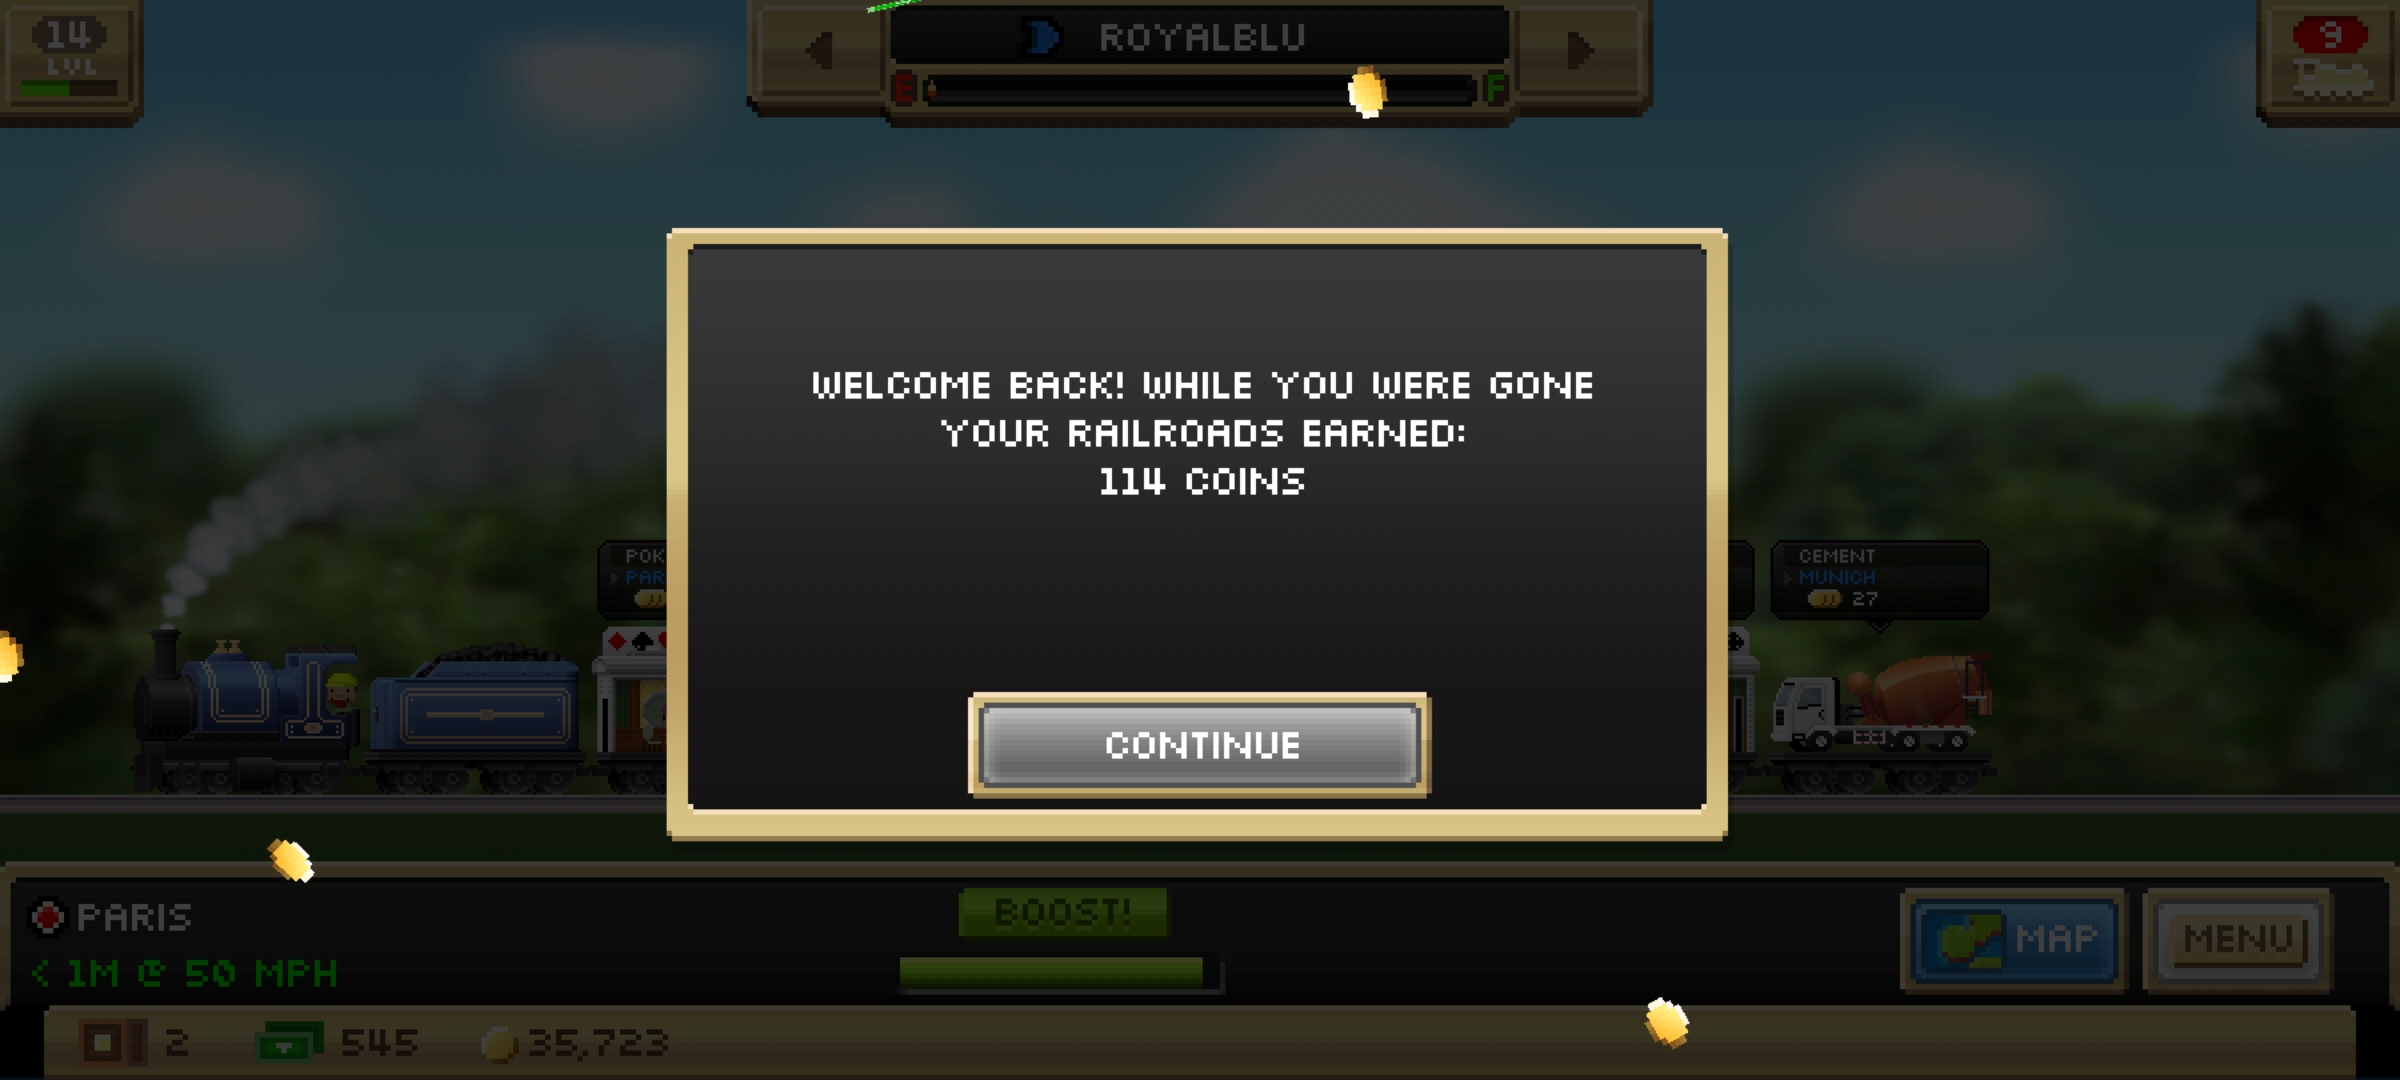 14
LVL
ROYALBLU
E
F
9
WELCOME BACK! WHILE YOU WERE GONE
YOUR RAILROADS EARNED:
114 COINS
CEMENT
MUNICH
27
CONTINUE
PARIS
< 1M @ 50 MPH
BOOST!
MAP
MENU
2
545
35,723